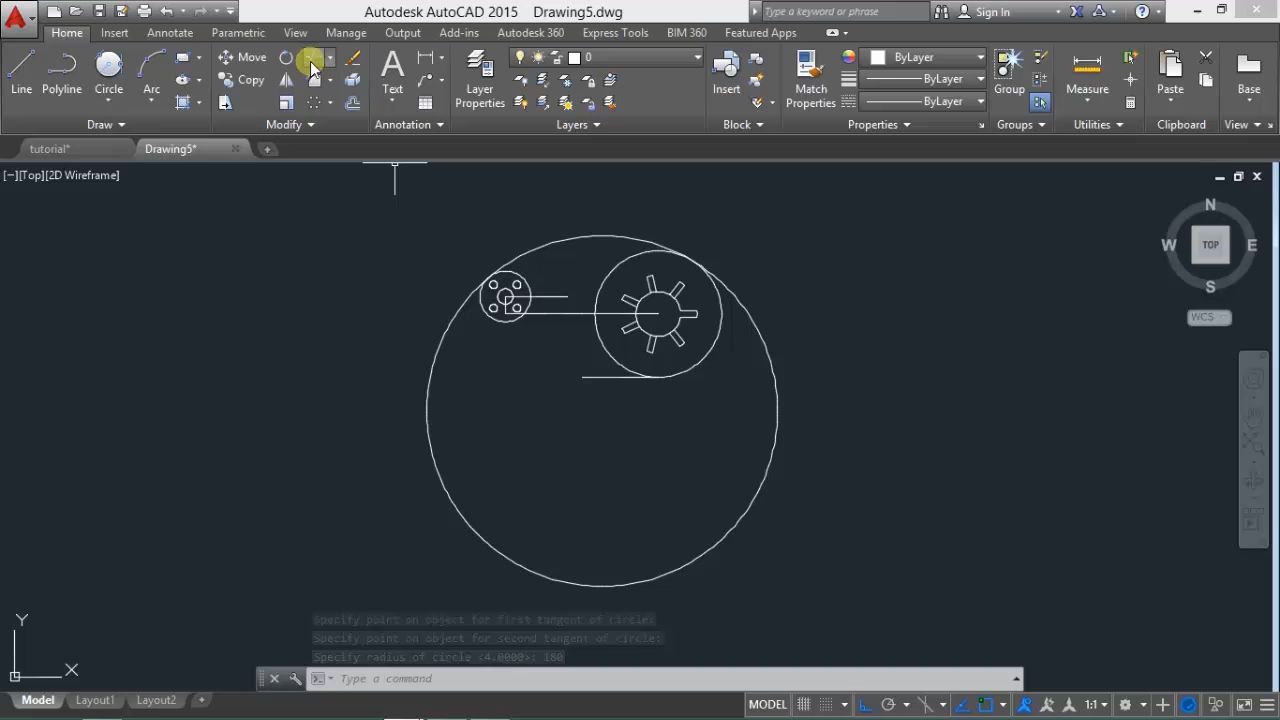 Autodesk AutoCAD 2015 Drawing5.dwg
Type a keyword or phrase
Sign In
Home Insert Annotate Parametric View Manage Output Add-ins Autodesk 360 Express Tools BIM 360 Featured Apps
Line
Polyline
Circle
Arc
Draw
Move
Copy
Modify
Text
Annotation
Layer
Properties
0
Layers
Insert
Block
Match
Properties
ByLayer
ByLayer
ByLayer
Properties
Group
Groups
Measure
Utilities
Paste
Clipboard
Base
View
tutorial*
Drawing5*
[−][Top][2D Wireframe]
N
W TOP E
S
WCS
Y
X
Specify point on object for first tangent of circle:
Specify point on object for second tangent of circle:
Specify radius of circle <4.0000>: 180
Type a command
Model Layout1 Layout2 +
MODEL
1:1